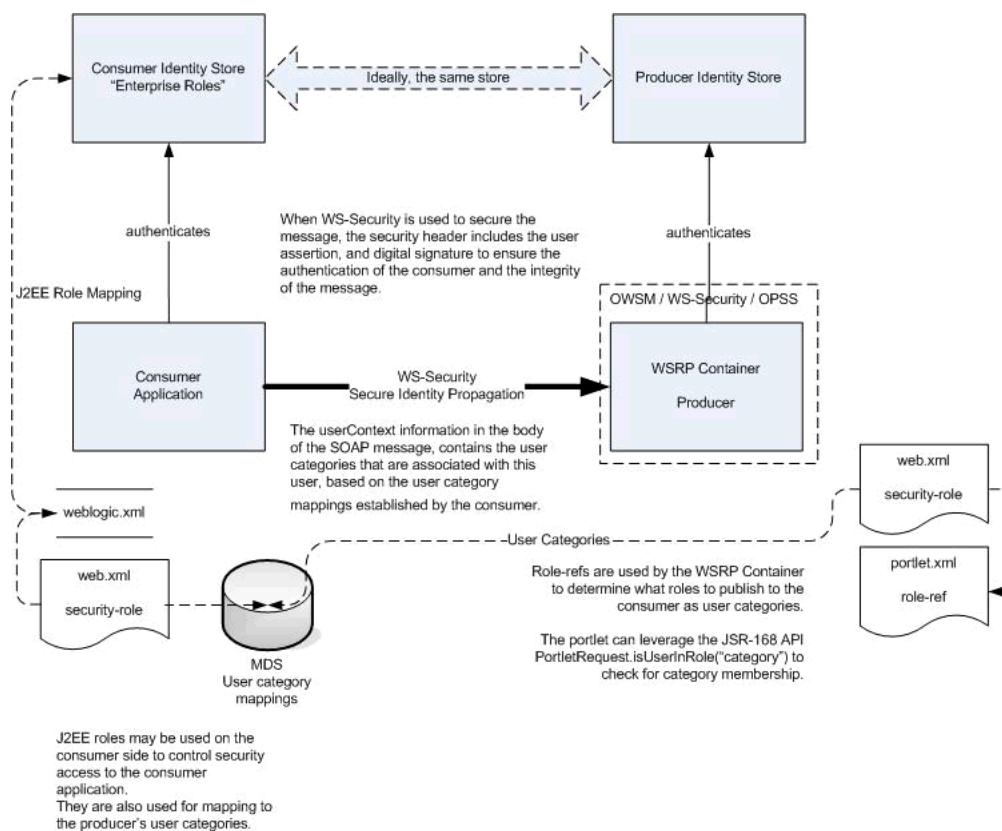 Consumer Identity Store
“Enterprise Roles”
Ideally, the same store
Producer Identity Store
authenticates
When WS-Security is used to secure the
message, the security header includes the user
assertion, and digital signature to ensure the
authentication of the consumer and the integrity
of the message.
authenticates
J2EE Role Mapping
OWSM / WS-Security / OPSS
Consumer
Application
WS-Security
Secure Identity Propagation
WSRP Container
Producer
The userContext information in the body
of the SOAP message, contains the user
categories that are associated with this
user, based on the user category
mappings established by the consumer.
web.xml
security-role
weblogic.xml
User Categories
web.xml
security-role
Role-refs are used by the WSRP Container
to determine what roles to publish to the
consumer as user categories.
portlet.xml
role-ref
The portlet can leverage the JSR-168 API
PortletRequest.isUserInRole(“category”) to
check for category membership.
MDS
User category
mappings
J2EE roles may be used on the
consumer side to control security
access to the consumer
application.
They are also used for mapping to
the producer’s user categories.